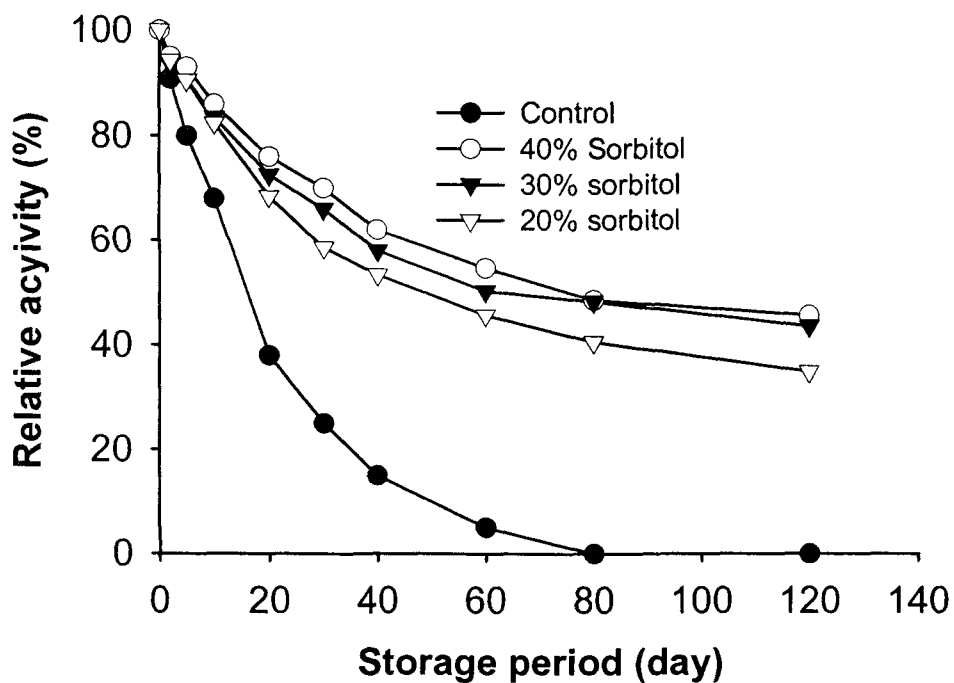 100
80
60
40
20
0
Relative acyivity (%)
Control
40% Sorbitol
30% sorbitol
20% sorbitol
0 20 40 60 80 100 120 140
Storage period (day)